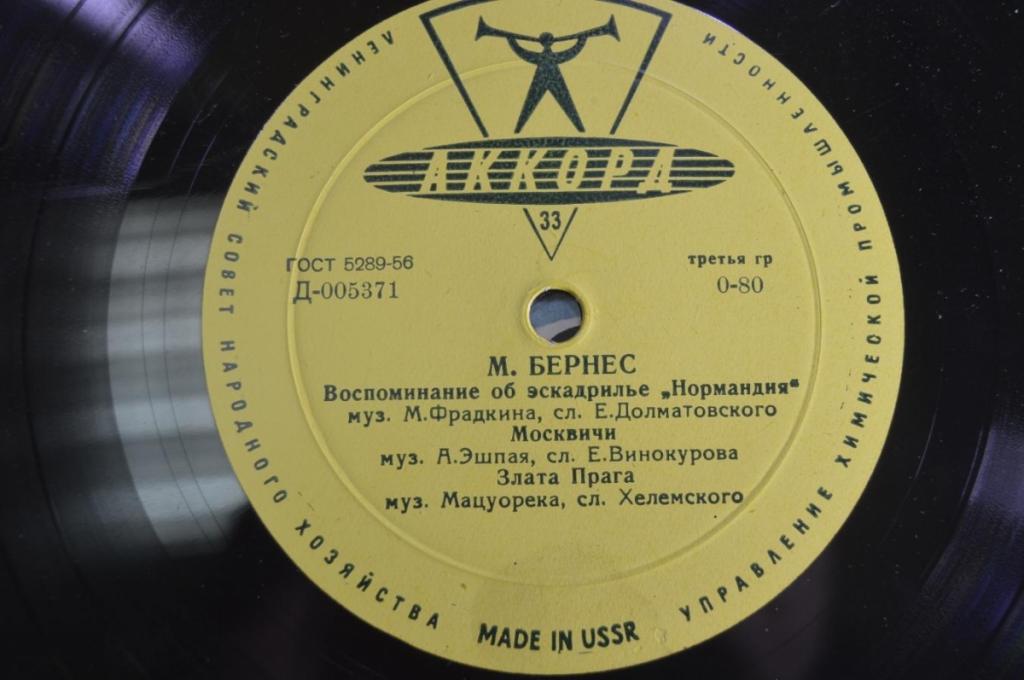 АККОРД
33
ГОСТ 5289-56
Д-005371
третья гр
0-80
М. БЕРНЕС
Воспоминание об эскадрилье „Нормандия“
муз. М.Фрадкина, сл. Е.Долматовского
Москвичи
муз. А.Эшпая, сл. Е.Винокурова
Злата Прага
муз. Мацуорека, сл. Хелемского
ЛЕНИНГРАДСКИЙ СОВЕТ НАРОДНОГО ХОЗЯЙСТВА
УПРАВЛЕНИЕ ХИМИЧЕСКОЙ ПРОМЫШЛЕННОСТИ
MADE IN USSR